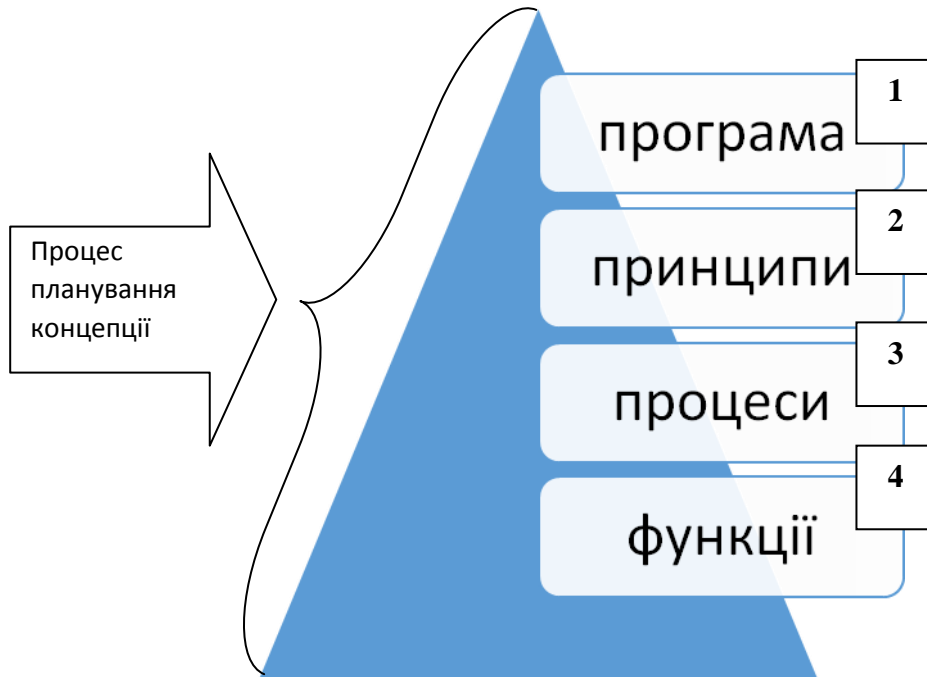 Процес
планування
концепції
1
програма
2
принципи
3
процеси
4
функції